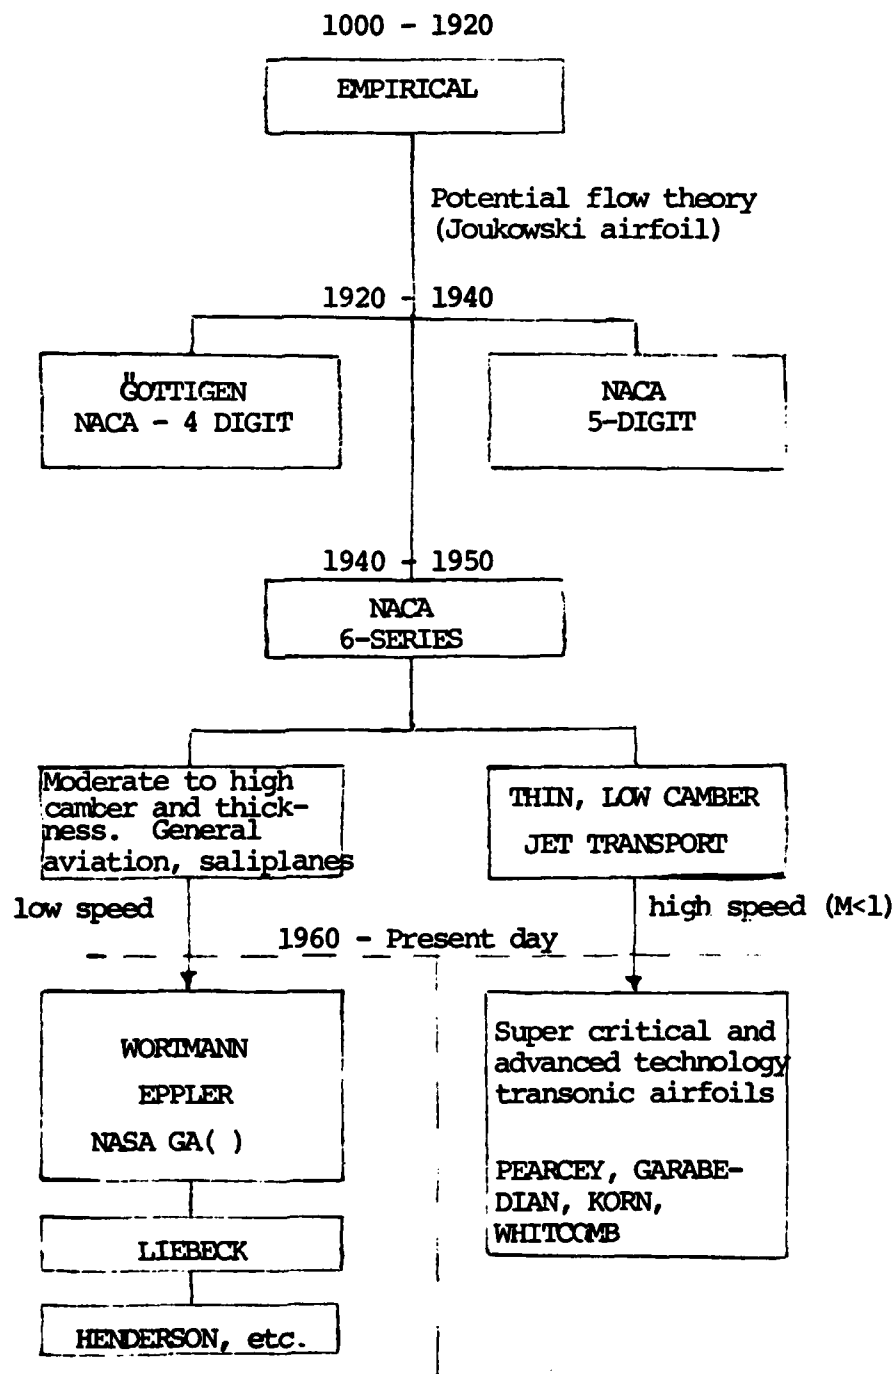 1000 - 1920
EMPIRICAL
Potential flow theory
(Joukowski airfoil)
1920 - 1940
GÖTTIGEN
NACA - 4 DIGIT
NACA
5-DIGIT
1940 - 1950
NACA
6-SERIES
Moderate to high
camber and thick-
ness. General
aviation, saliplanes
THIN, LOW CAMBER
JET TRANSPORT
low speed
high speed (M<1)
1960 - Present day
WORTMANN
EPPLER
NASA GA( )
LIEBECK
HENDERSON, etc.
Super critical and
advanced technology
transonic airfoils
PEARCEY, GARABE-
DIAN, KORN,
WHITCOMB